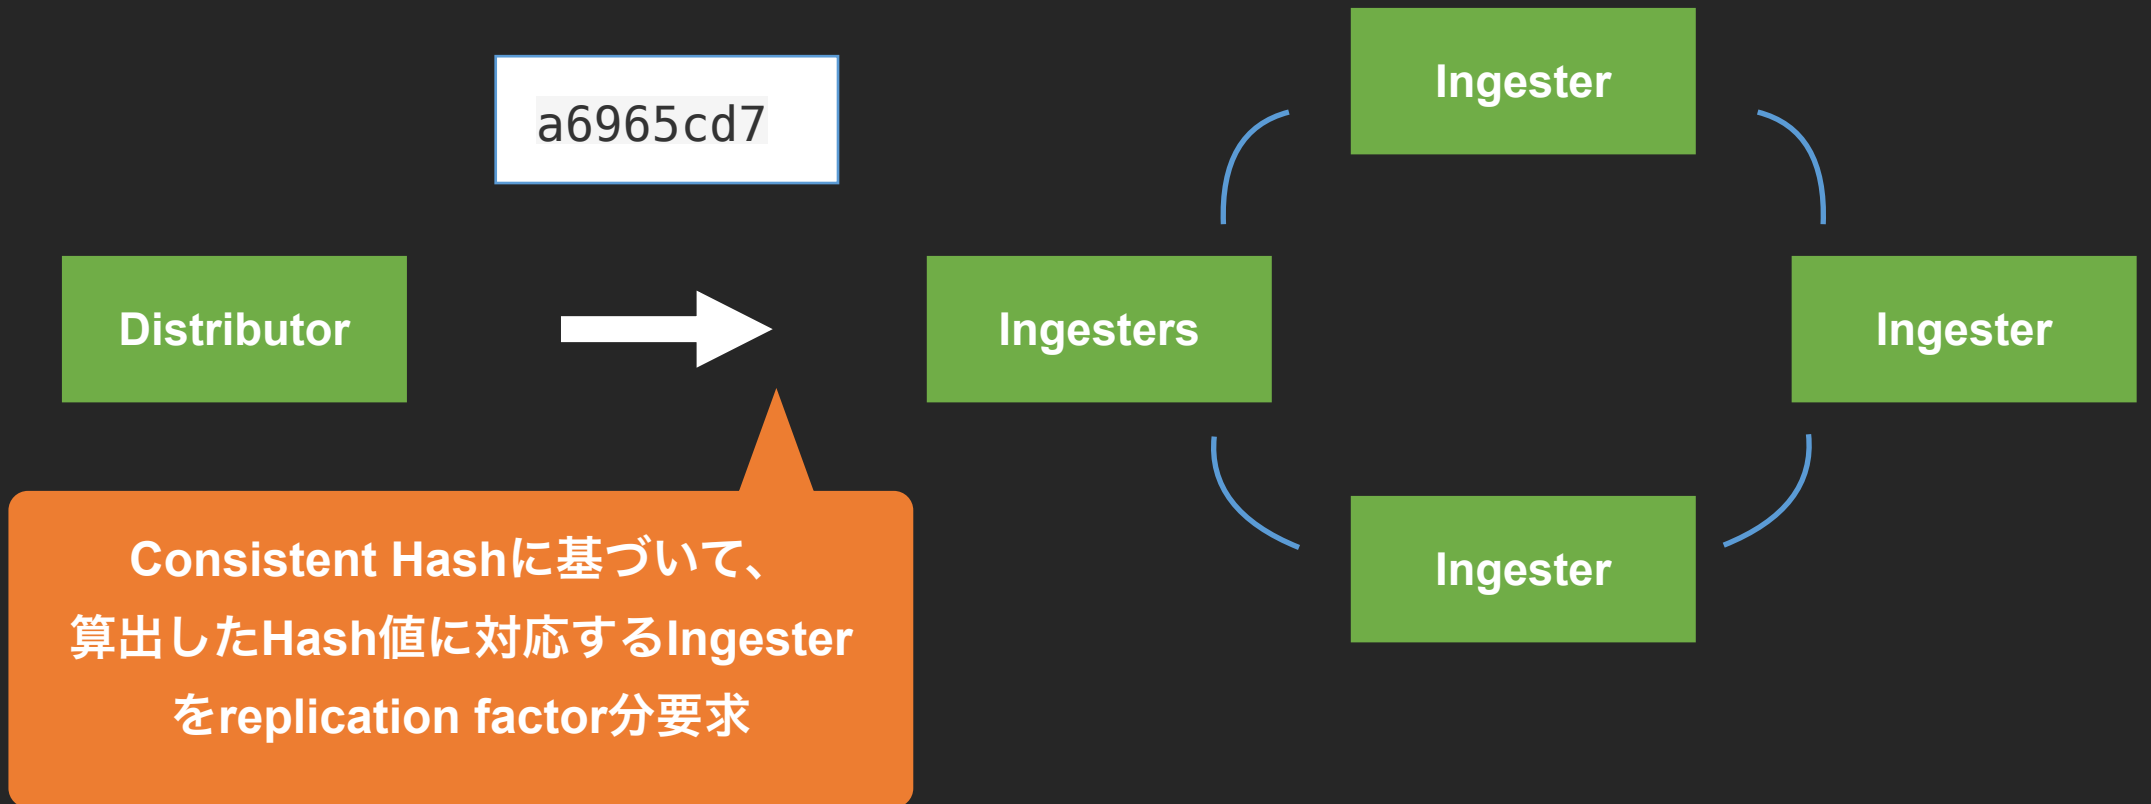 Ingester
a6965cd7
Distributor
Ingesters
Ingester
Consistent Hashに基づいて、
算出したHash値に対応するIngester
をreplication factor分要求
Ingester